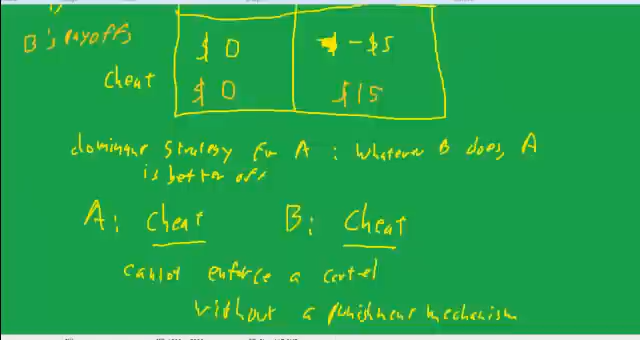 B's payoffs
$ 0 -$5
Cheat $ 0 $15
dominant strategy for A: Whatever B does, A
is better off
A: Cheat B: Cheat
cannot enforce a cartel
without a punishment mechanism